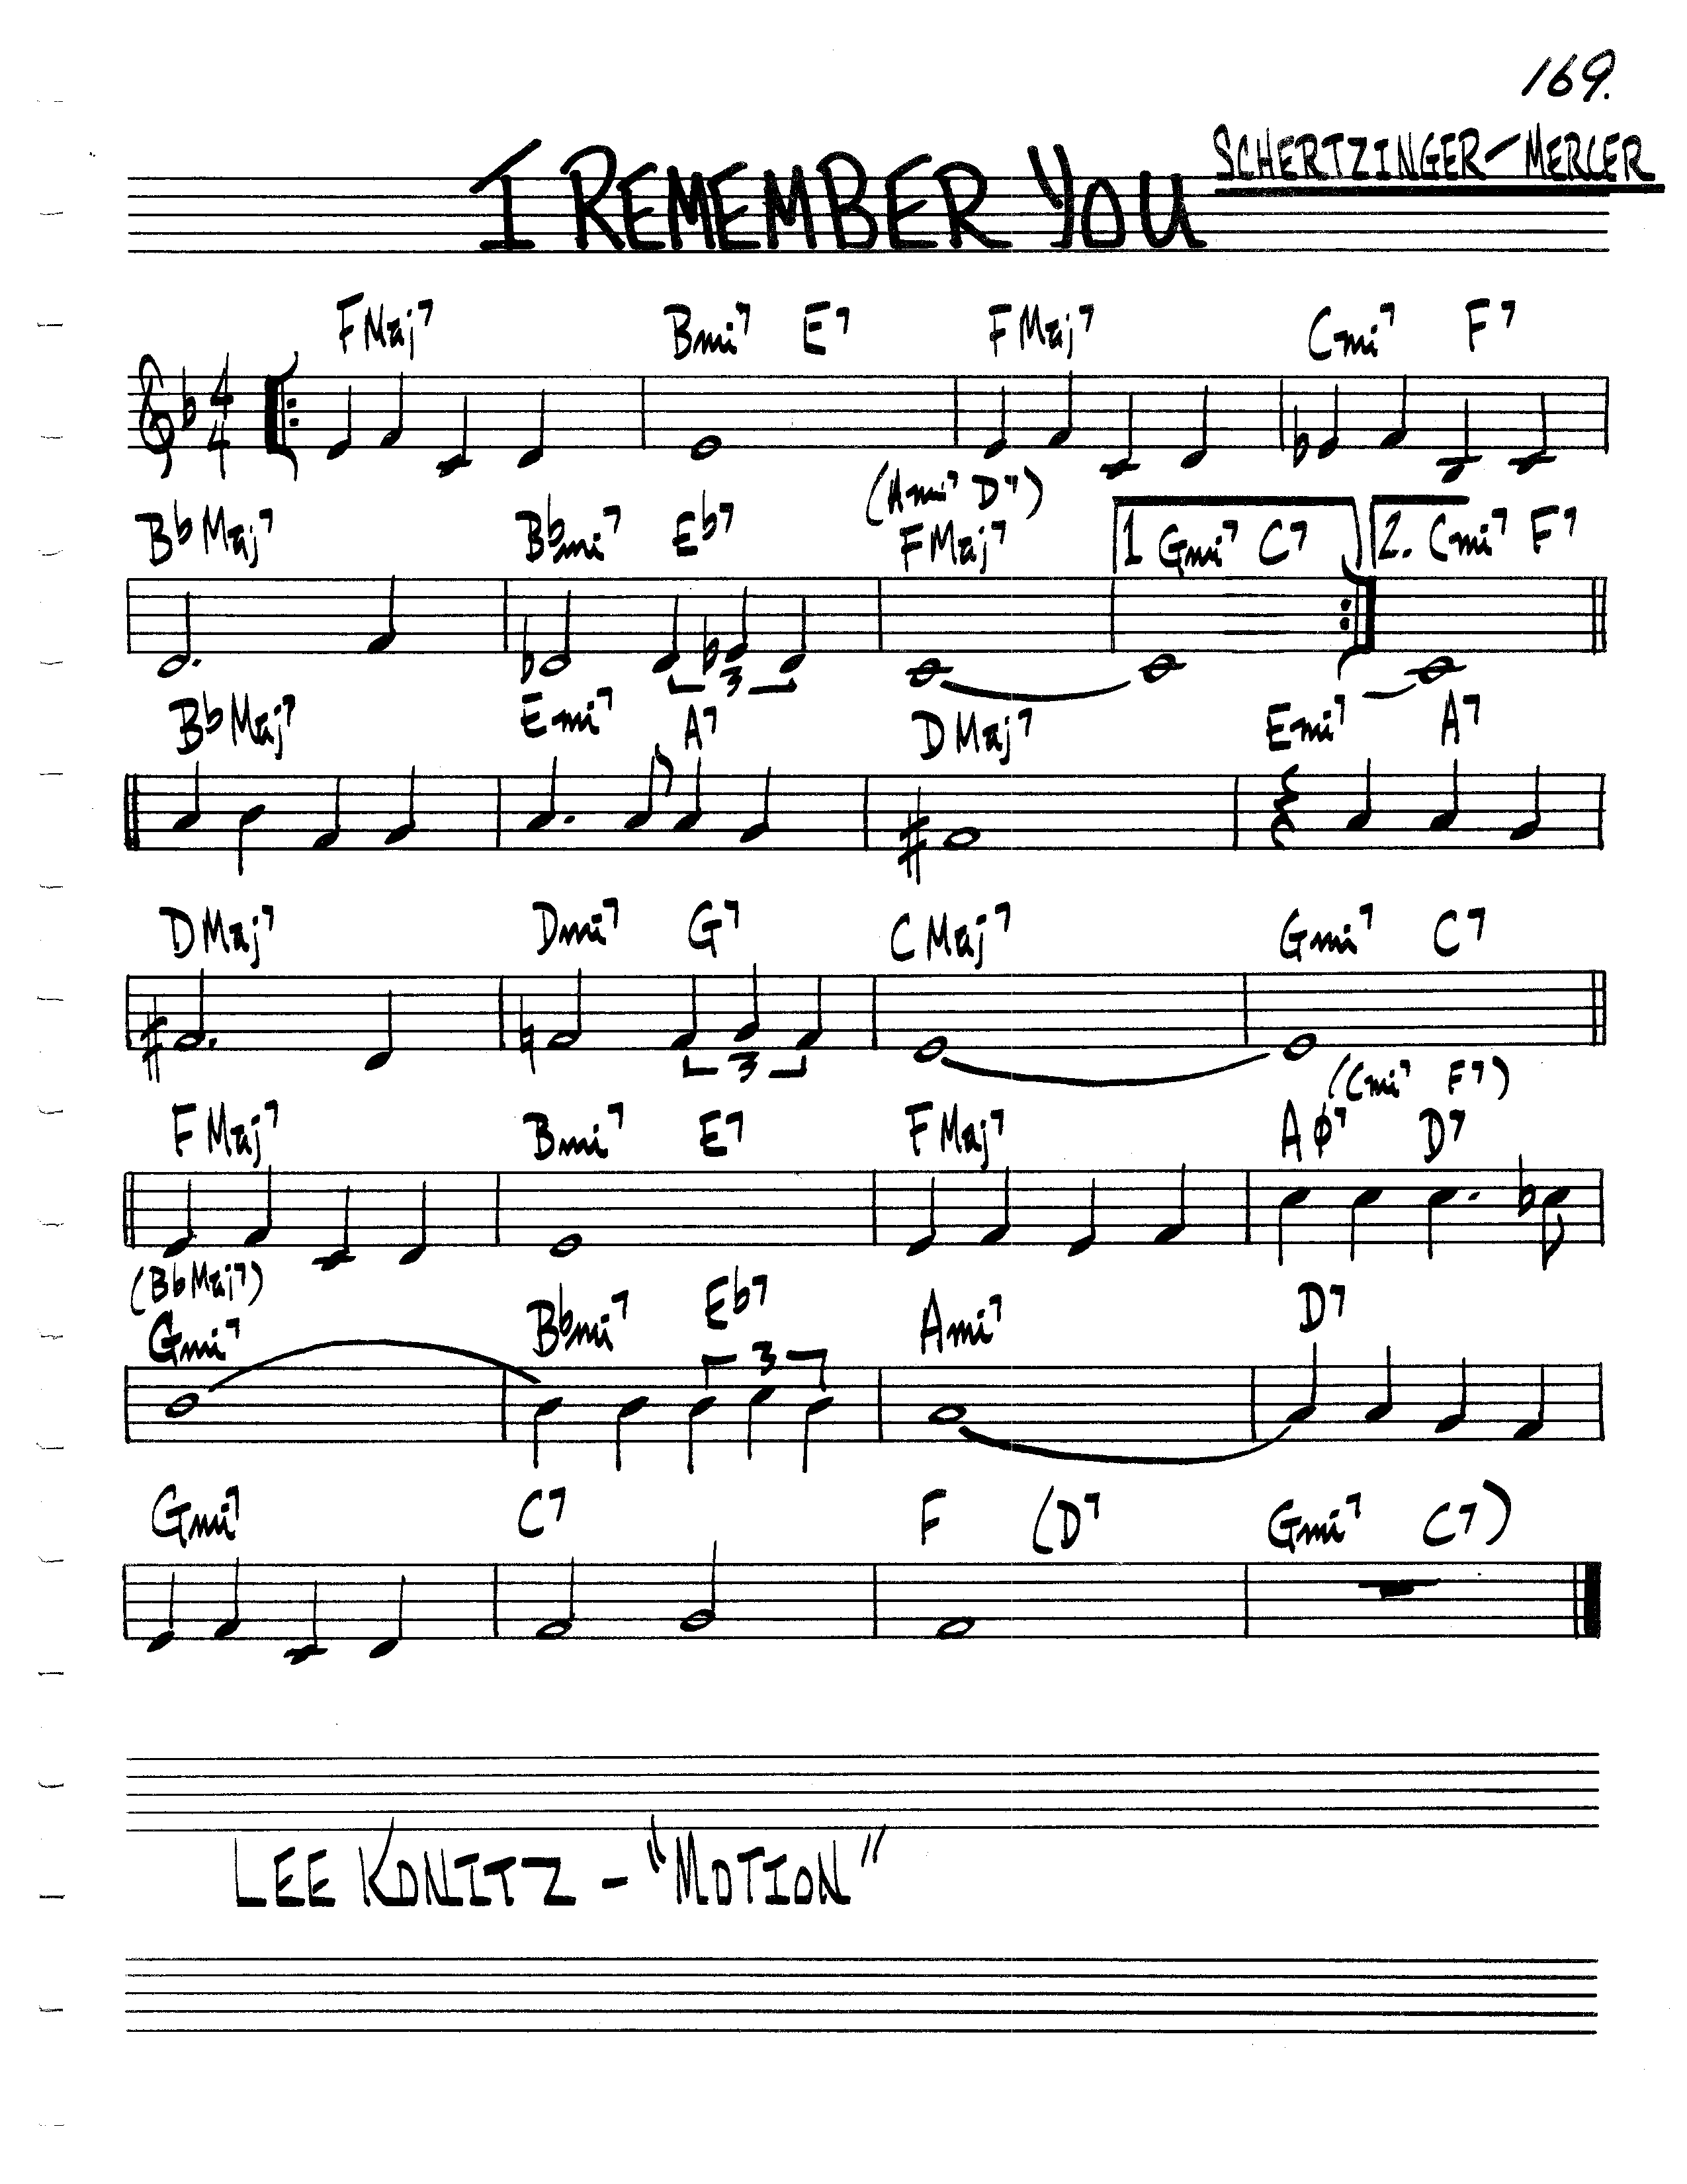 169.
I REMEMBER YOU
SCHERTZINGER-MERCER
FMaj7 Bmi7 E7 FMaj7 Cmi7 F7
4
4
(Ami7 D7)
BbMaj7 Bbmi7 Eb7 FMaj7 1 Gmi7 C7 2. Cmi7 F7
3
BbMaj7 Emi7 A7 DMaj7 Emi7 A7
DMaj7 Dmi7 G7 CMaj7 Gmi7 C7
3
(Cmi7 F7)
FMaj7 Bmi7 E7 FMaj7 Aø7 D7
(BbMaj7)
Gmi7 Bbmi7 Eb7 Ami7 D7
3
Gmi7 C7 F (D7 Gmi7 C7)
LEE KONITZ - "MOTION"